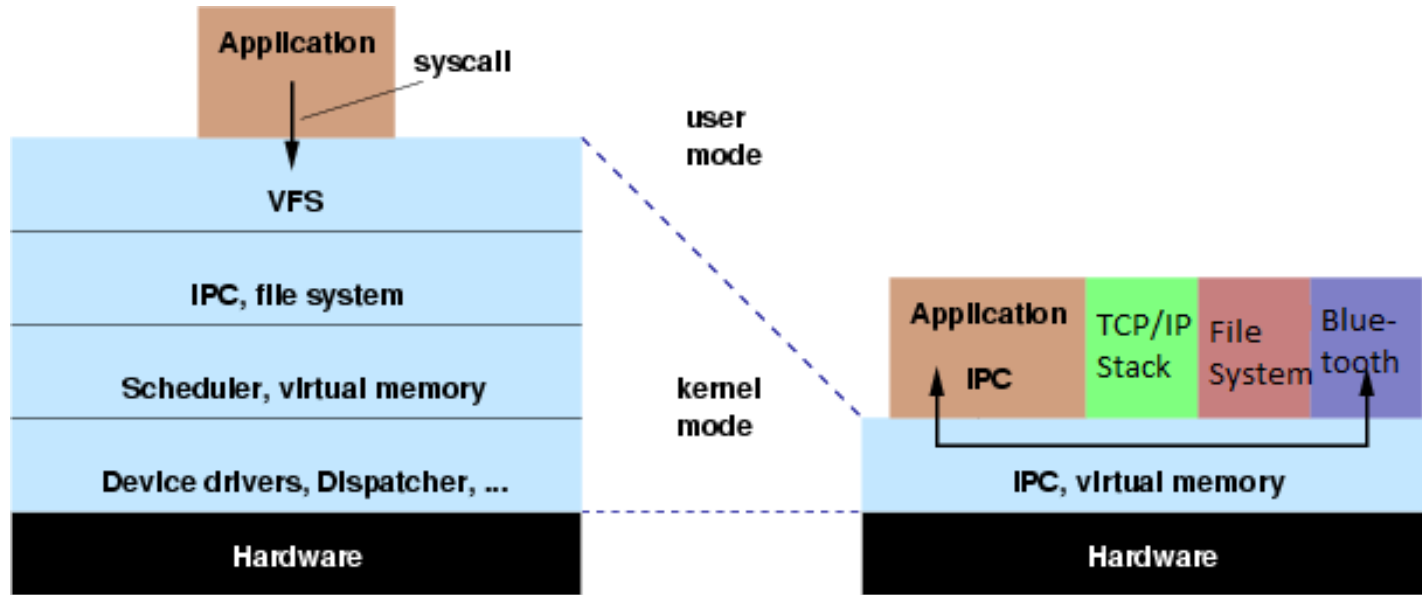 Application
syscall
VFS
IPC, file system
Scheduler, virtual memory
Device drivers, Dispatcher, ...
Hardware
user
mode
kernel
mode
Application
IPC
TCP/IP
Stack
File
System
Blue-
tooth
IPC, virtual memory
Hardware